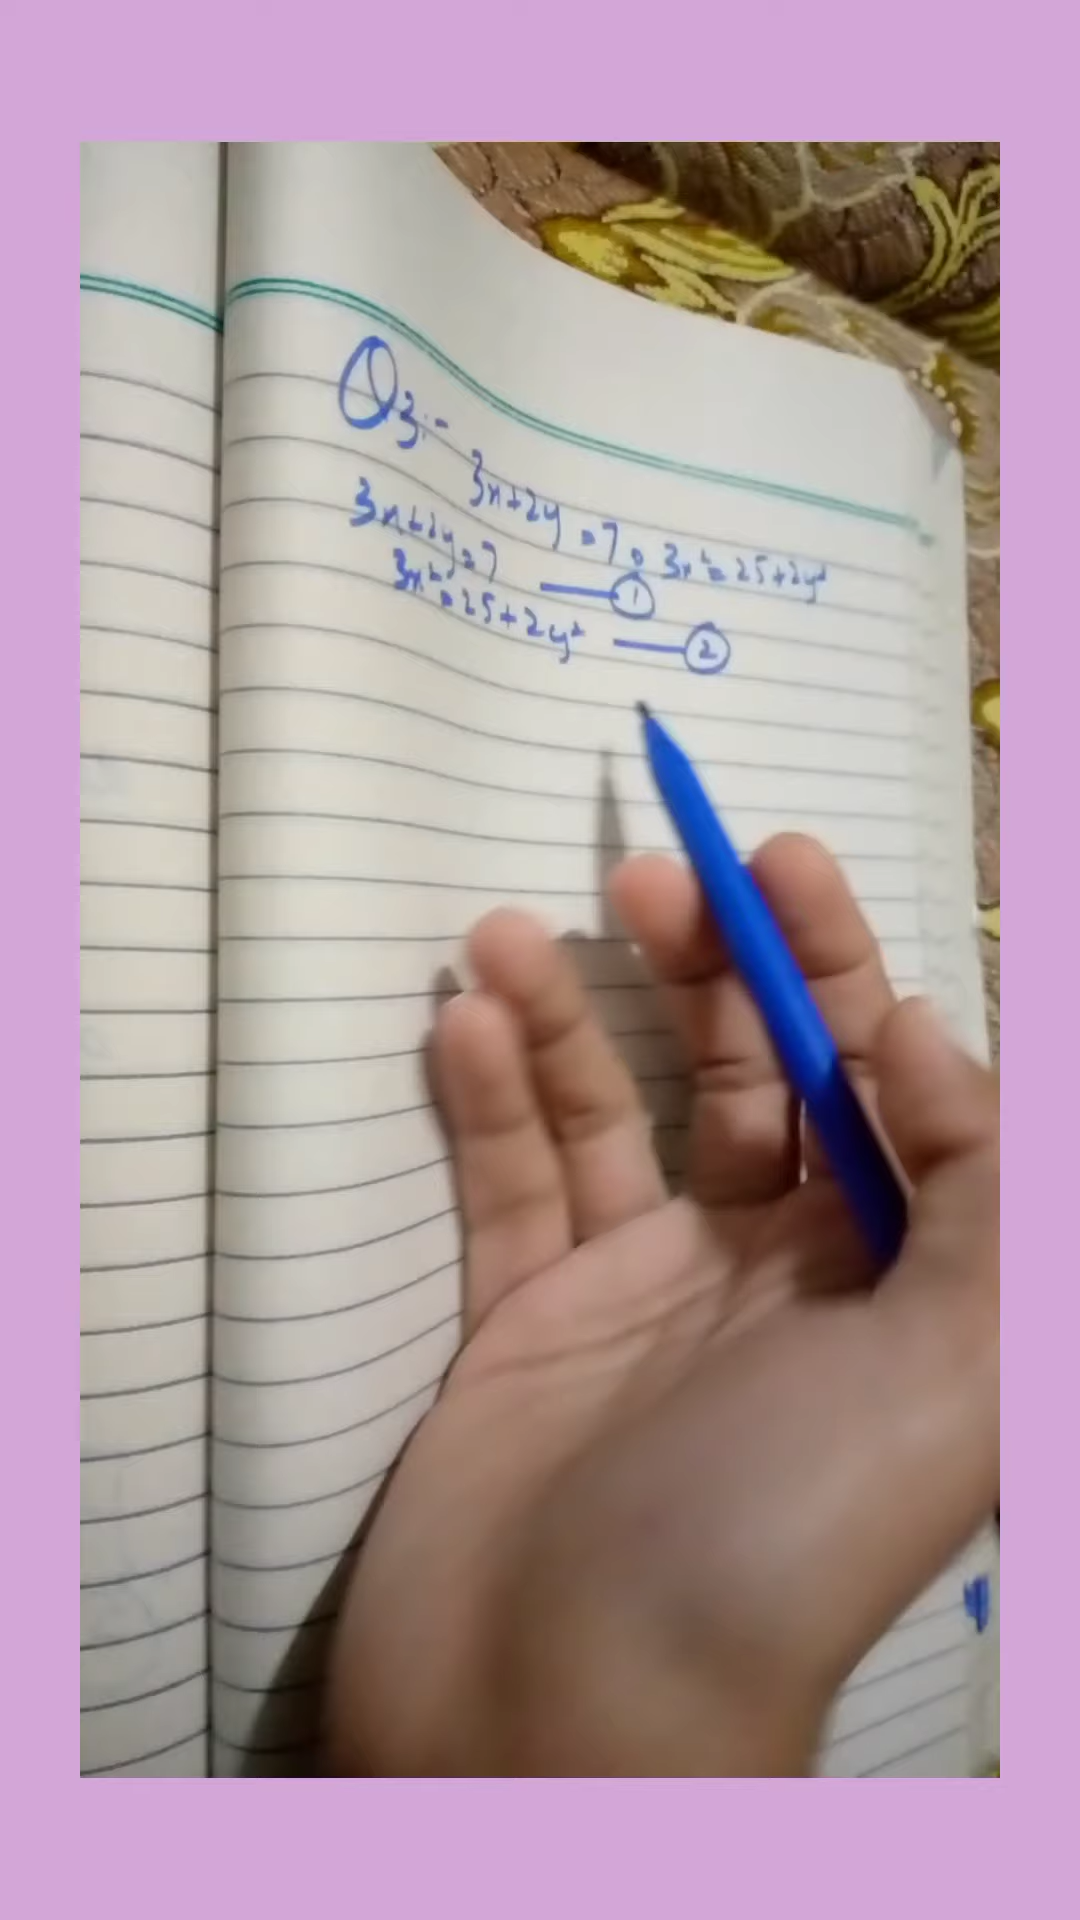 Q3:-
3x+2y=7, 3x²=25+2y²
3x+2y=7 —①
3x²=25+2y² —②